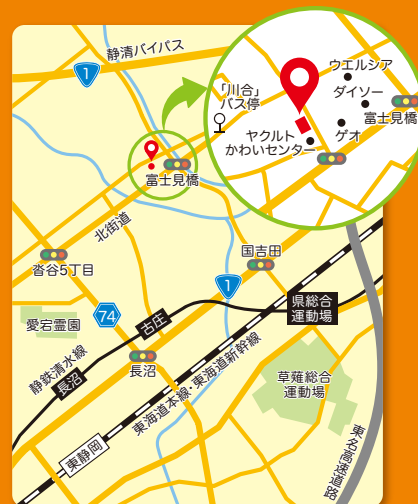 静清バイパス
1
「川合」
バス停
ウエルシア
ダイソー
富士見橋
ゲオ
ヤクルト
かわいセンター
富士見橋
北街道
沓谷5丁目
国吉田
1
愛宕霊園
74
古庄
県総合
運動場
静鉄清水線
長沼
長沼
東海道本線・東海道新幹線
草薙総合
運動場
東静岡
東名高速道路